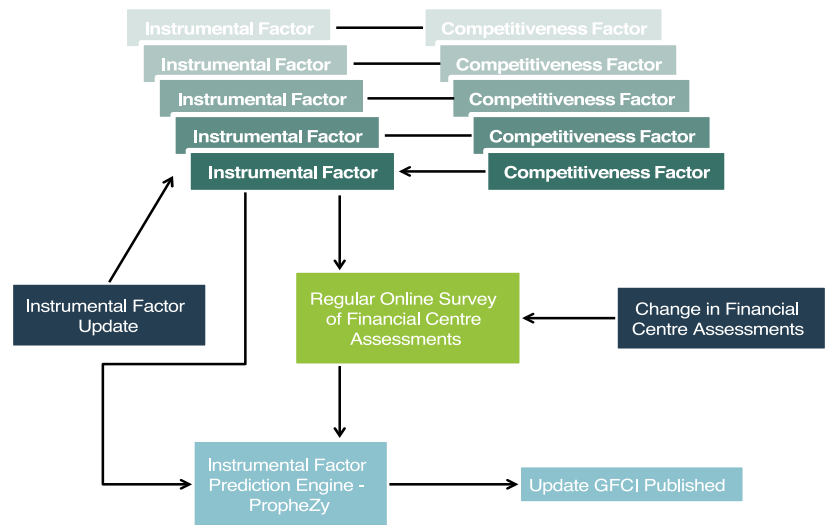 Instrumental Factor
Competitiveness Factor
Instrumental Factor
Competitiveness Factor
Instrumental Factor
Competitiveness Factor
Instrumental Factor
Competitiveness Factor
Instrumental Factor
Competitiveness Factor
Instrumental Factor
Update
Regular Online Survey
of Financial Centre
Assessments
Change in Financial
Centre Assessments
Instrumental Factor
Prediction Engine -
PropheZy
Update GFCI Published